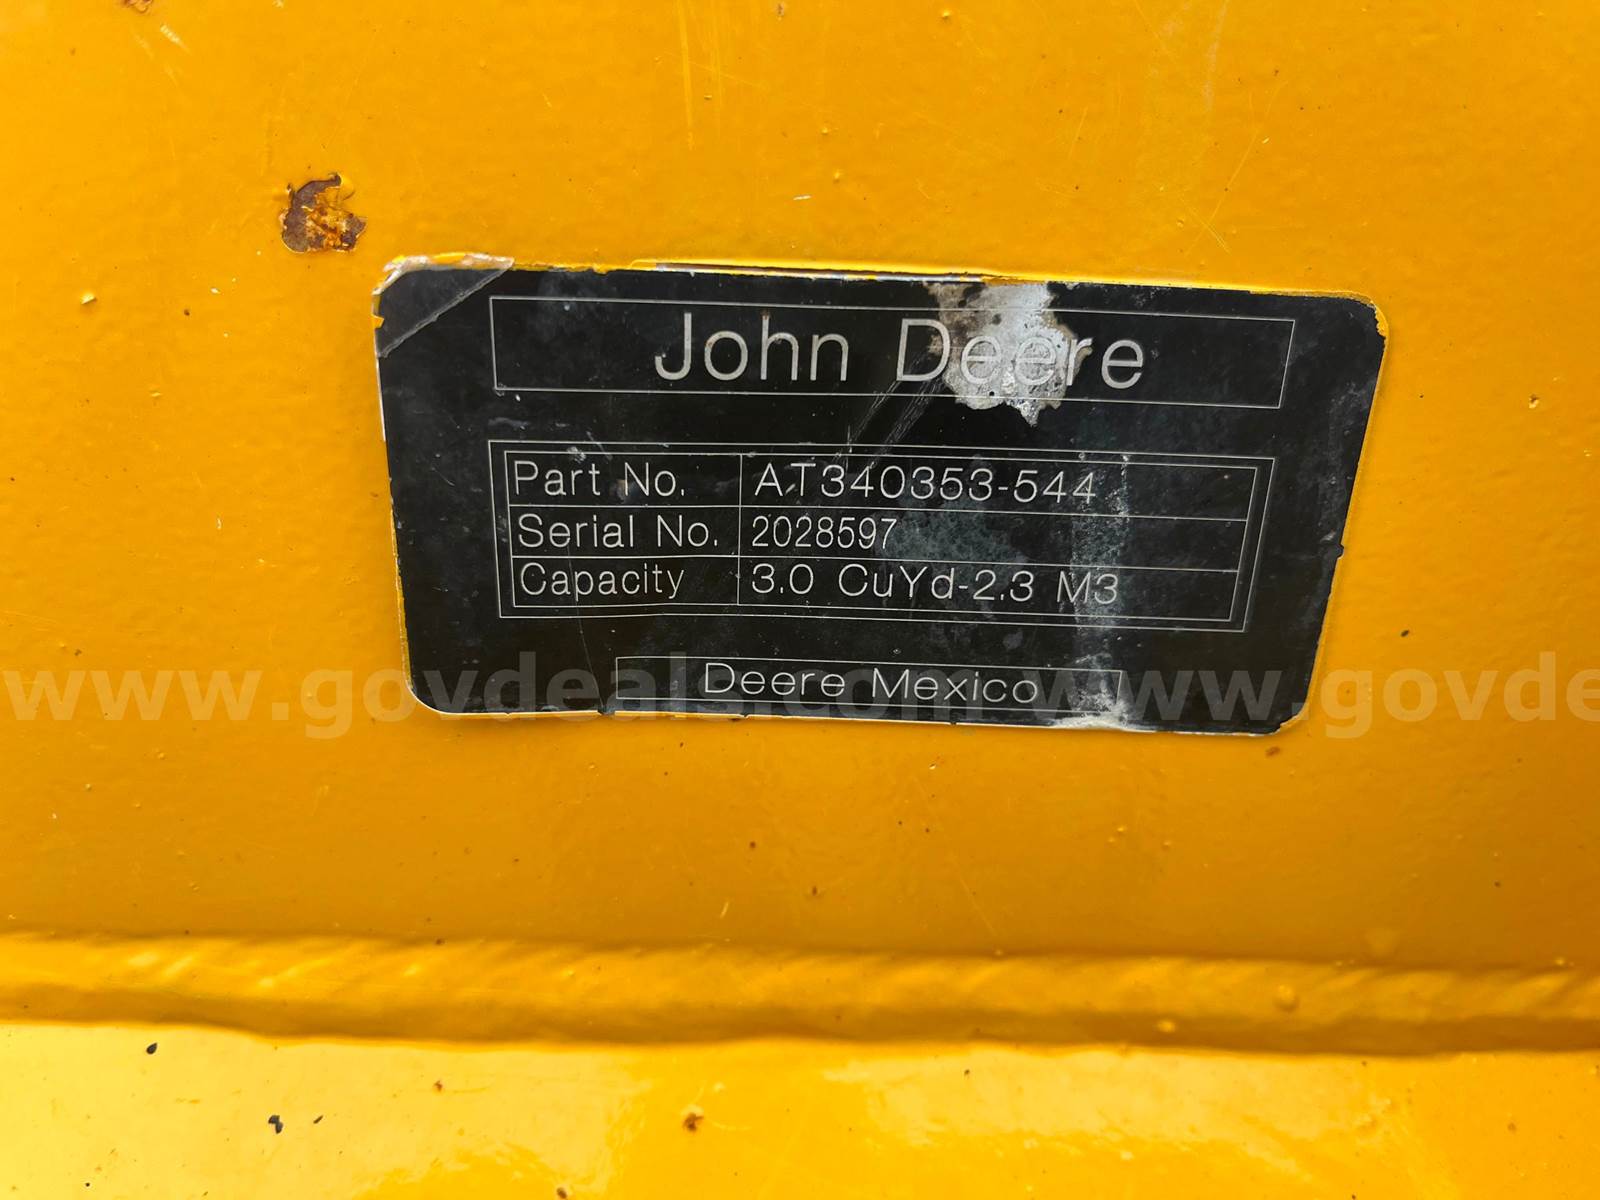 John Deere
Part No. AT340353-544
Serial No. 2028597
Capacity 3.0 CuYd-2.3 M3
Deere Mexico
www.govdeals.com www.govde